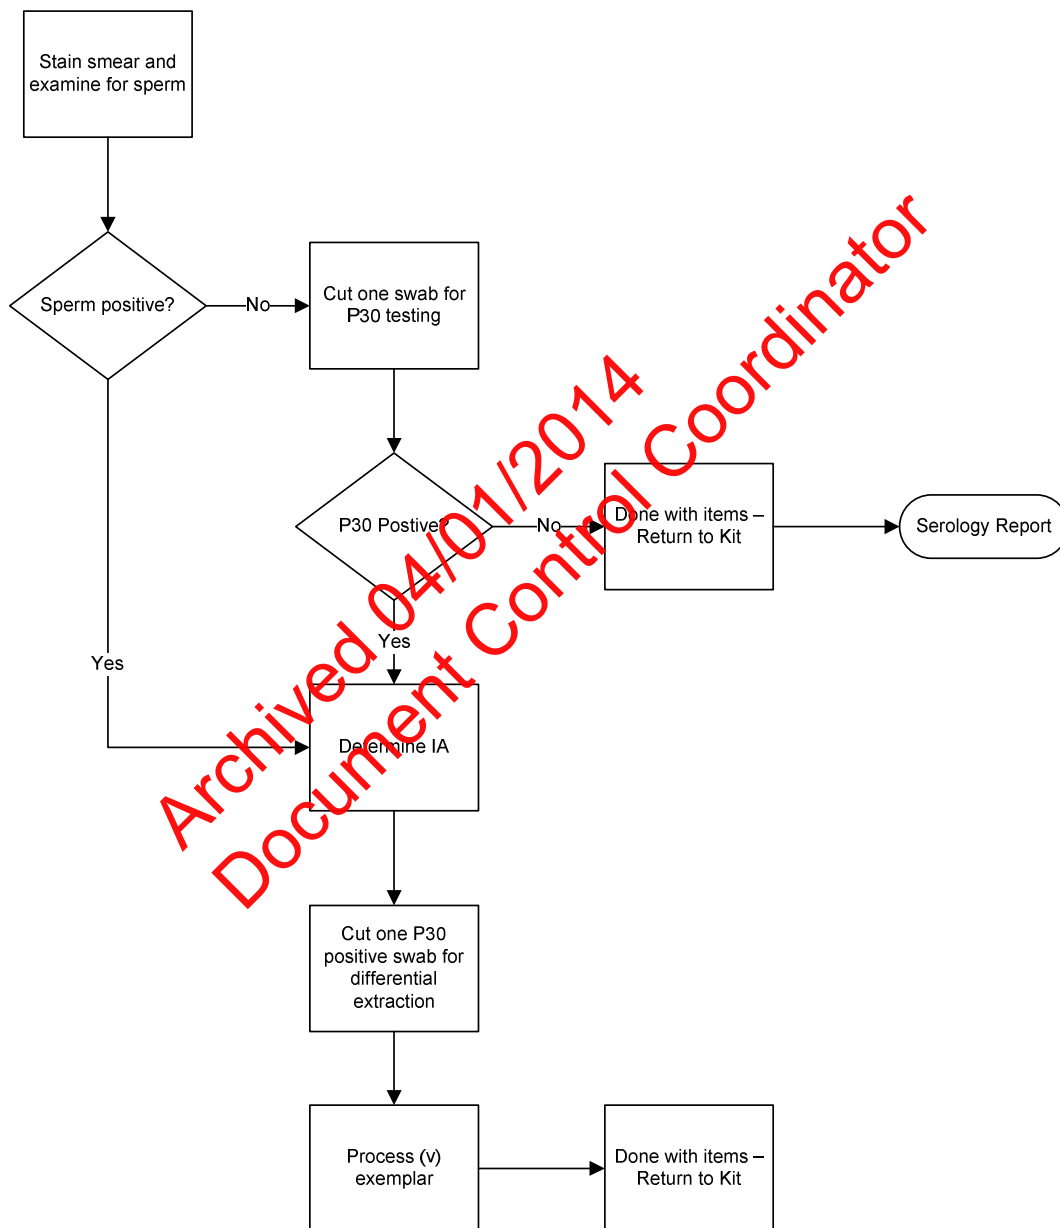 Stain smear and
examine for sperm
Sperm positive?
No
Cut one swab for
P30 testing
P30 Postive?
No
Done with items –
Return to Kit
Serology Report
Yes
Yes
Determine IA
Cut one P30
positive swab for
differential
extraction
Process (v)
exemplar
Done with items –
Return to Kit
Archived 04/01/2014
Document Control Coordinator